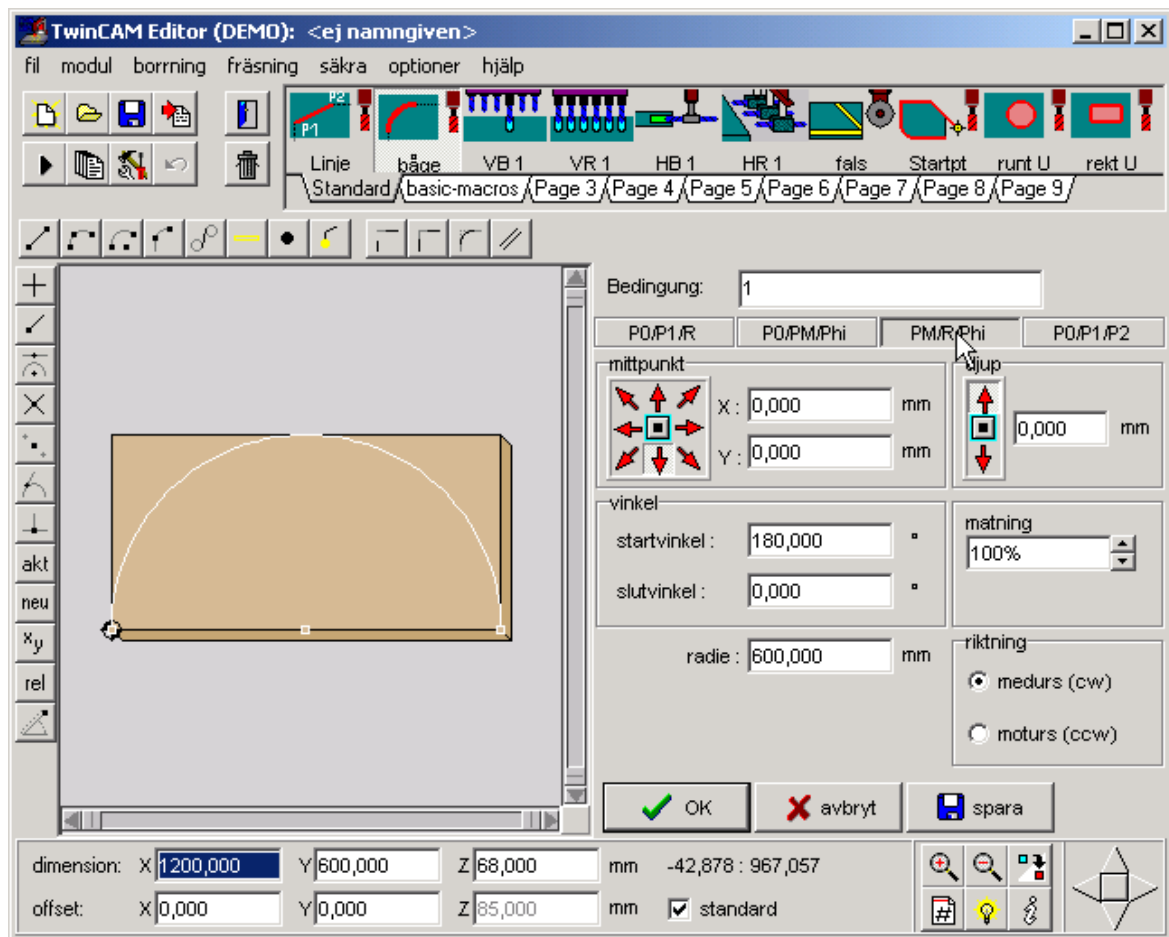 TwinCAM Editor (DEMO): <ej namngiven>
fil modul borrning fräsning säkra optioner hjälp
P1 P2
Linje båge VB 1 VR 1 HB 1 HR 1 fals Startpt runt U rekt U
Standard basic-macros Page 3 Page 4 Page 5 Page 6 Page 7 Page 8 Page 9
Bedingung: 1
P0/P1/R P0/PM/Phi PM/R/Phi P0/P1/P2
mittpunkt
X : 0,000 mm
Y : 0,000 mm
djup
0,000 mm
vinkel
startvinkel : 180,000 °
slutvinkel : 0,000 °
matning
100%
radie : 600,000 mm
riktning
medurs (cw)
moturs (ccw)
akt
neu
xy
rel
OK avbryt spara
dimension: X 1200,000 Y 600,000 Z 68,000 mm -42,878 : 967,057
offset: X 0,000 Y 0,000 Z 85,000 mm standard